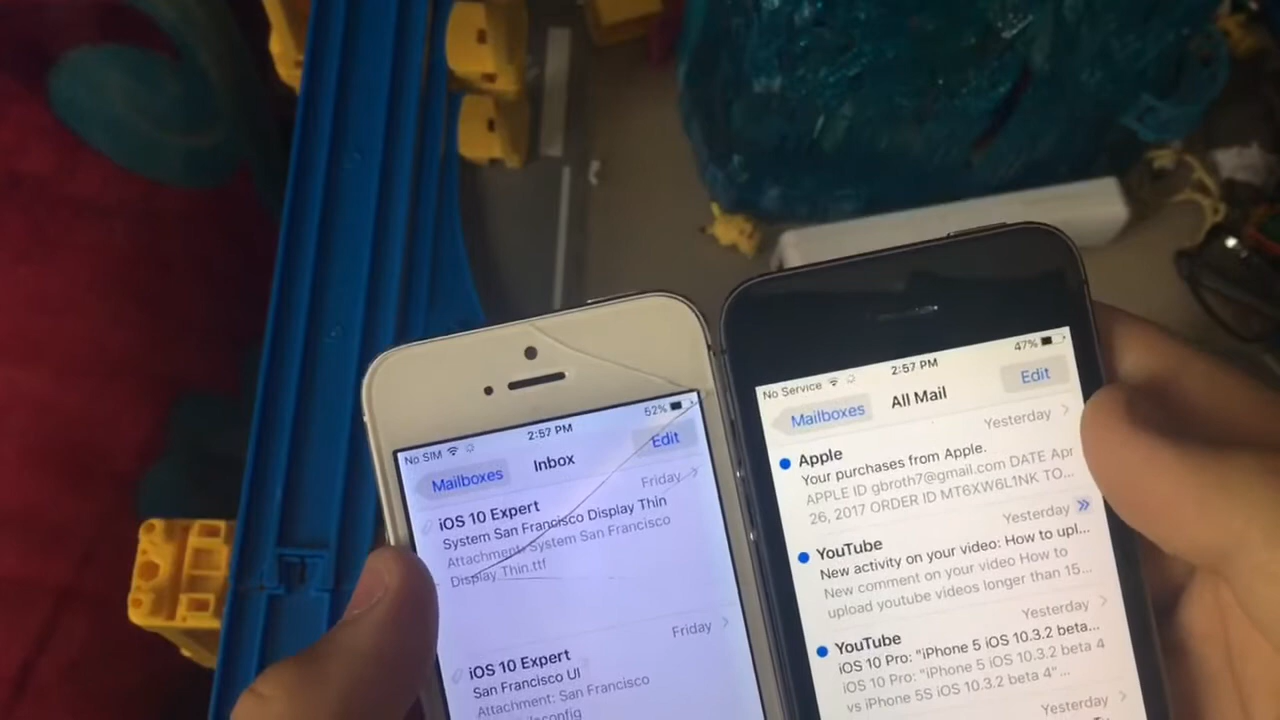 No SIM 2:57 PM 52%
Mailboxes Inbox Edit
Friday
iOS 10 Expert
System San Francisco Display Thin
Attachment: System San Francisco
Display Thin.ttf
Friday
iOS 10 Expert
San Francisco UI
Attachment: San Francisco
No Service 2:57 PM 47%
Mailboxes All Mail Edit
Yesterday
Apple
Your purchases from Apple.
APPLE ID gbroth7@gmail.com DATE Apr
26, 2017 ORDER ID MT6XW6L1NK TO...
Yesterday
YouTube
New activity on your video: How to upl...
New comment on your video How to
upload youtube videos longer than 15...
Yesterday
YouTube
iOS 10 Pro: "iPhone 5 iOS 10.3.2 beta...
iOS 10 Pro: "iPhone 5 iOS 10.3.2 beta 4
vs iPhone 5S iOS 10.3.2 beta 4"...
Yesterday